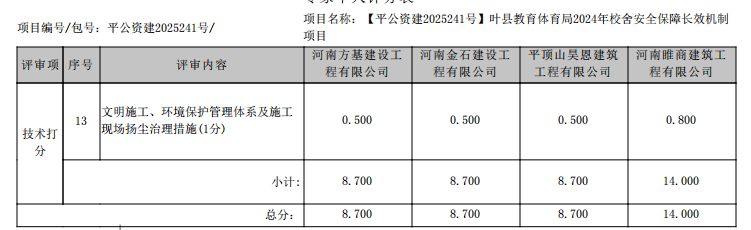 项目编号/包号：平公资建2025241号/
项目名称：【平公资建2025241号】叶县教育体育局2024年校舍安全保障长效机制
项目
评审项 序号 评审内容 河南方基建设工程有限公司 河南金石建设工程有限公司 平顶山昊恩建筑工程有限公司 河南睢商建筑工程有限公司
技术打分
13 文明施工、环境保护管理体系及施工现场扬尘治理措施(1分) 0.500 0.500 0.500 0.800
小计: 8.700 8.700 8.700 14.000
总分： 8.700 8.700 8.700 14.000